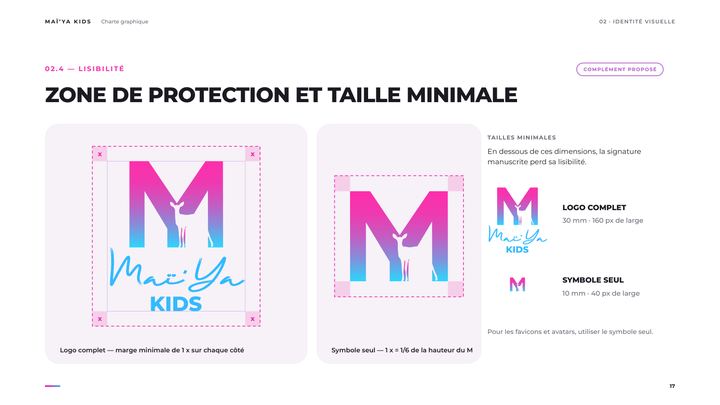 MAÏ'YA KIDS Charte graphique
02 · IDENTITÉ VISUELLE
02.4 — LISIBILITÉ
COMPLÉMENT PROPOSÉ
ZONE DE PROTECTION ET TAILLE MINIMALE
x x
M
Maë'Ya
KIDS
x x
Logo complet — marge minimale de 1 x sur chaque côté
M
Symbole seul — 1 x = 1/6 de la hauteur du M
TAILLES MINIMALES
En dessous de ces dimensions, la signature
manuscrite perd sa lisibilité.
M
Maë'Ya
KIDS
LOGO COMPLET
30 mm · 160 px de large
M
SYMBOLE SEUL
10 mm · 40 px de large
Pour les favicons et avatars, utiliser le symbole seul.
17